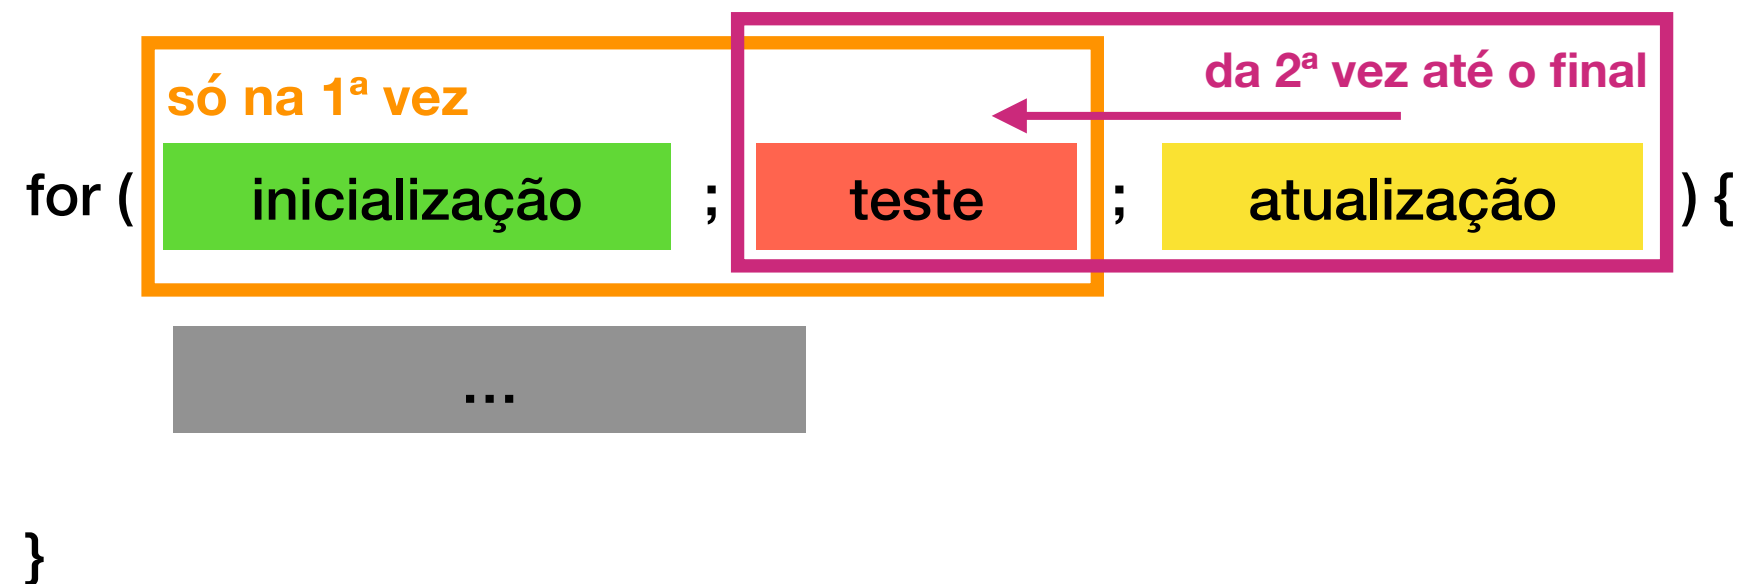 da 2ª vez até o final
só na 1ª vez
for ( inicialização ; teste ; atualização ) {
...
}